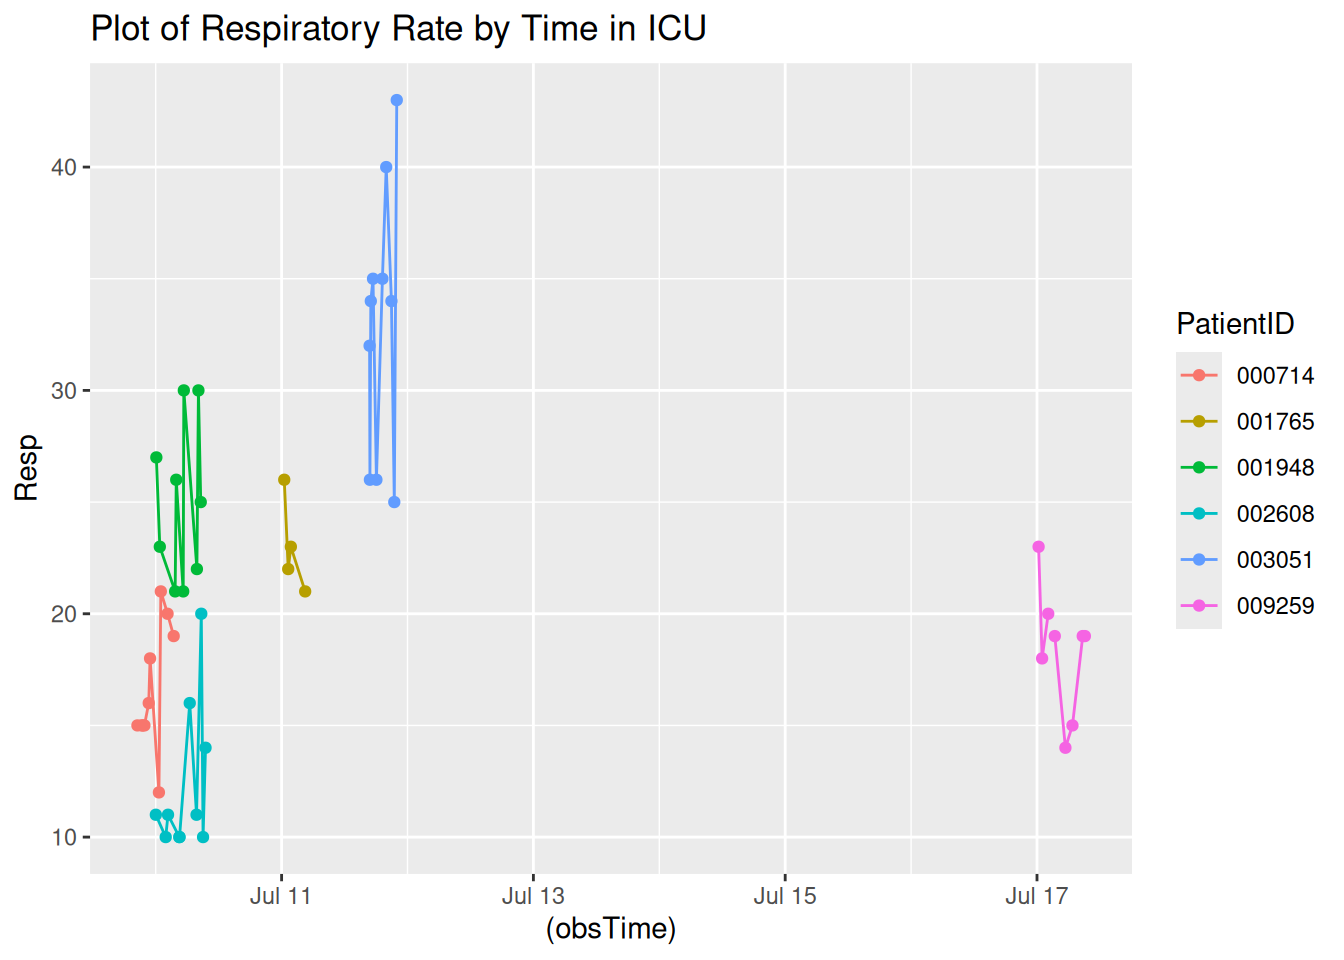 Plot of Respiratory Rate by Time in ICU
Resp
40
30
20
10
Jul 11 Jul 13 Jul 15 Jul 17
(obsTime)
PatientID
000714
001765
001948
002608
003051
009259